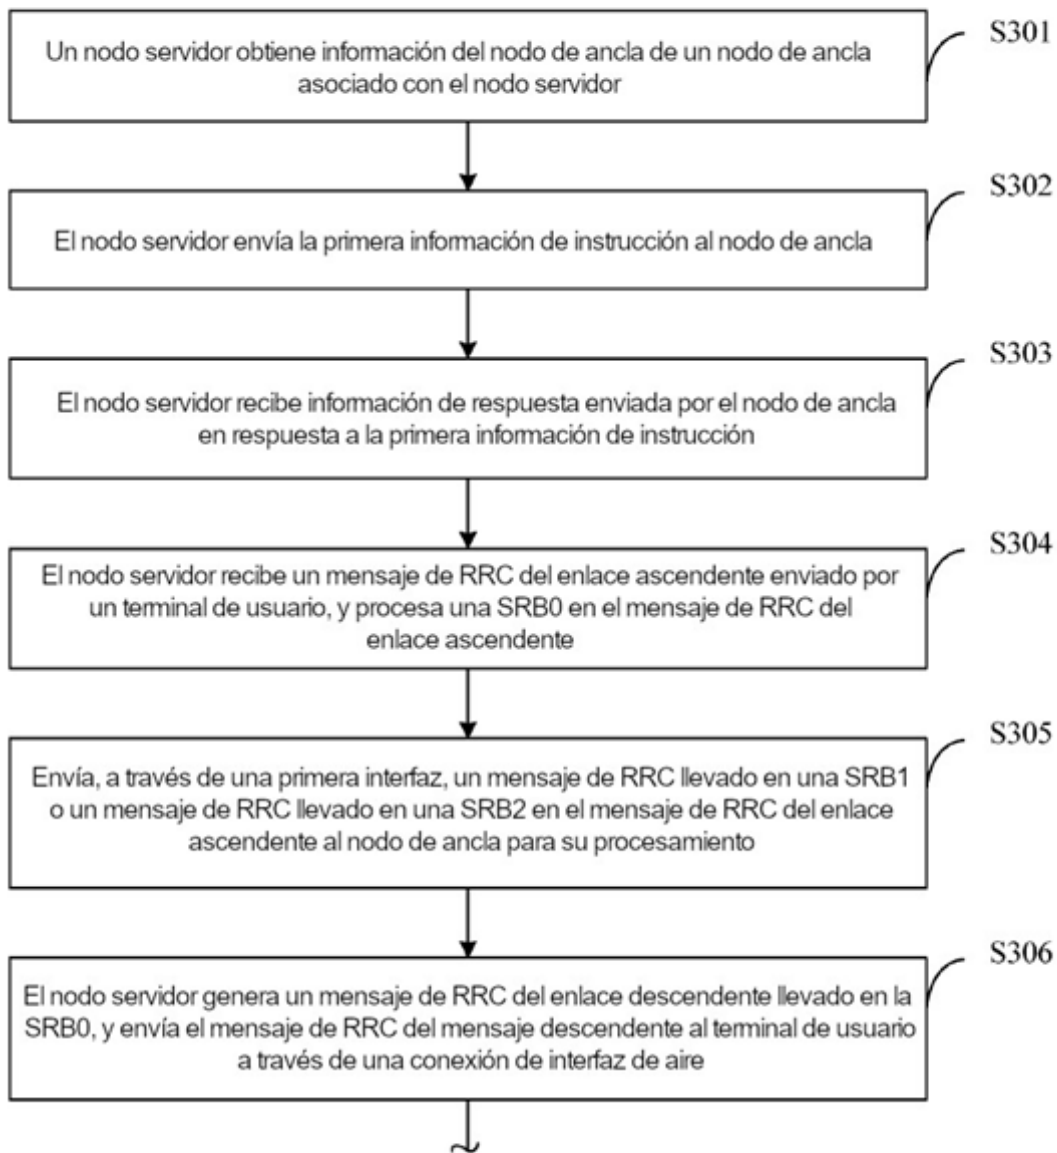 S301
Un nodo servidor obtiene información del nodo de ancla de un nodo de ancla
asociado con el nodo servidor
S302
El nodo servidor envía la primera información de instrucción al nodo de ancla
S303
El nodo servidor recibe información de respuesta enviada por el nodo de ancla
en respuesta a la primera información de instrucción
S304
El nodo servidor recibe un mensaje de RRC del enlace ascendente enviado por
un terminal de usuario, y procesa una SRB0 en el mensaje de RRC del
enlace ascendente
S305
Envía, a través de una primera interfaz, un mensaje de RRC llevado en una SRB1
o un mensaje de RRC llevado en una SRB2 en el mensaje de RRC del enlace
ascendente al nodo de ancla para su procesamiento
S306
El nodo servidor genera un mensaje de RRC del enlace descendente llevado en la
SRB0, y envía el mensaje de RRC del mensaje descendente al terminal de usuario
a través de una conexión de interfaz de aire